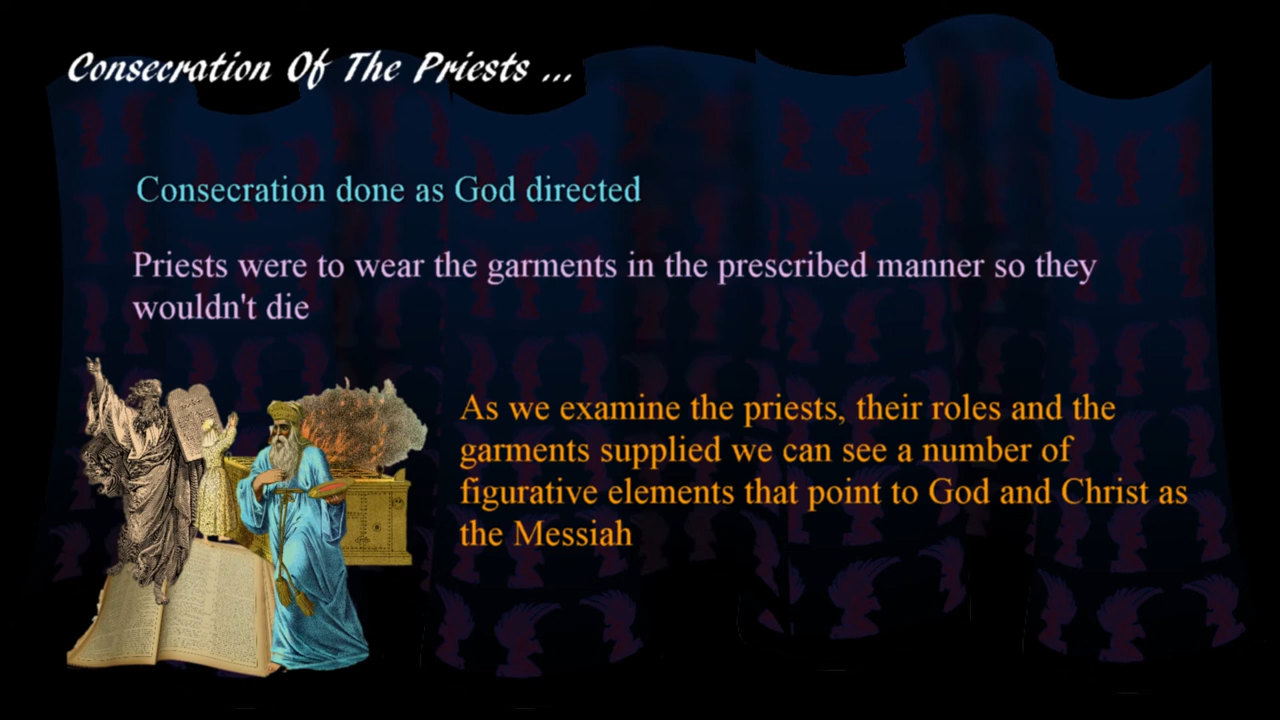 Consecration Of The Priests ...
Consecration done as God directed
Priests were to wear the garments in the prescribed manner so they
wouldn't die
As we examine the priests, their roles and the
garments supplied we can see a number of
figurative elements that point to God and Christ as
the Messiah